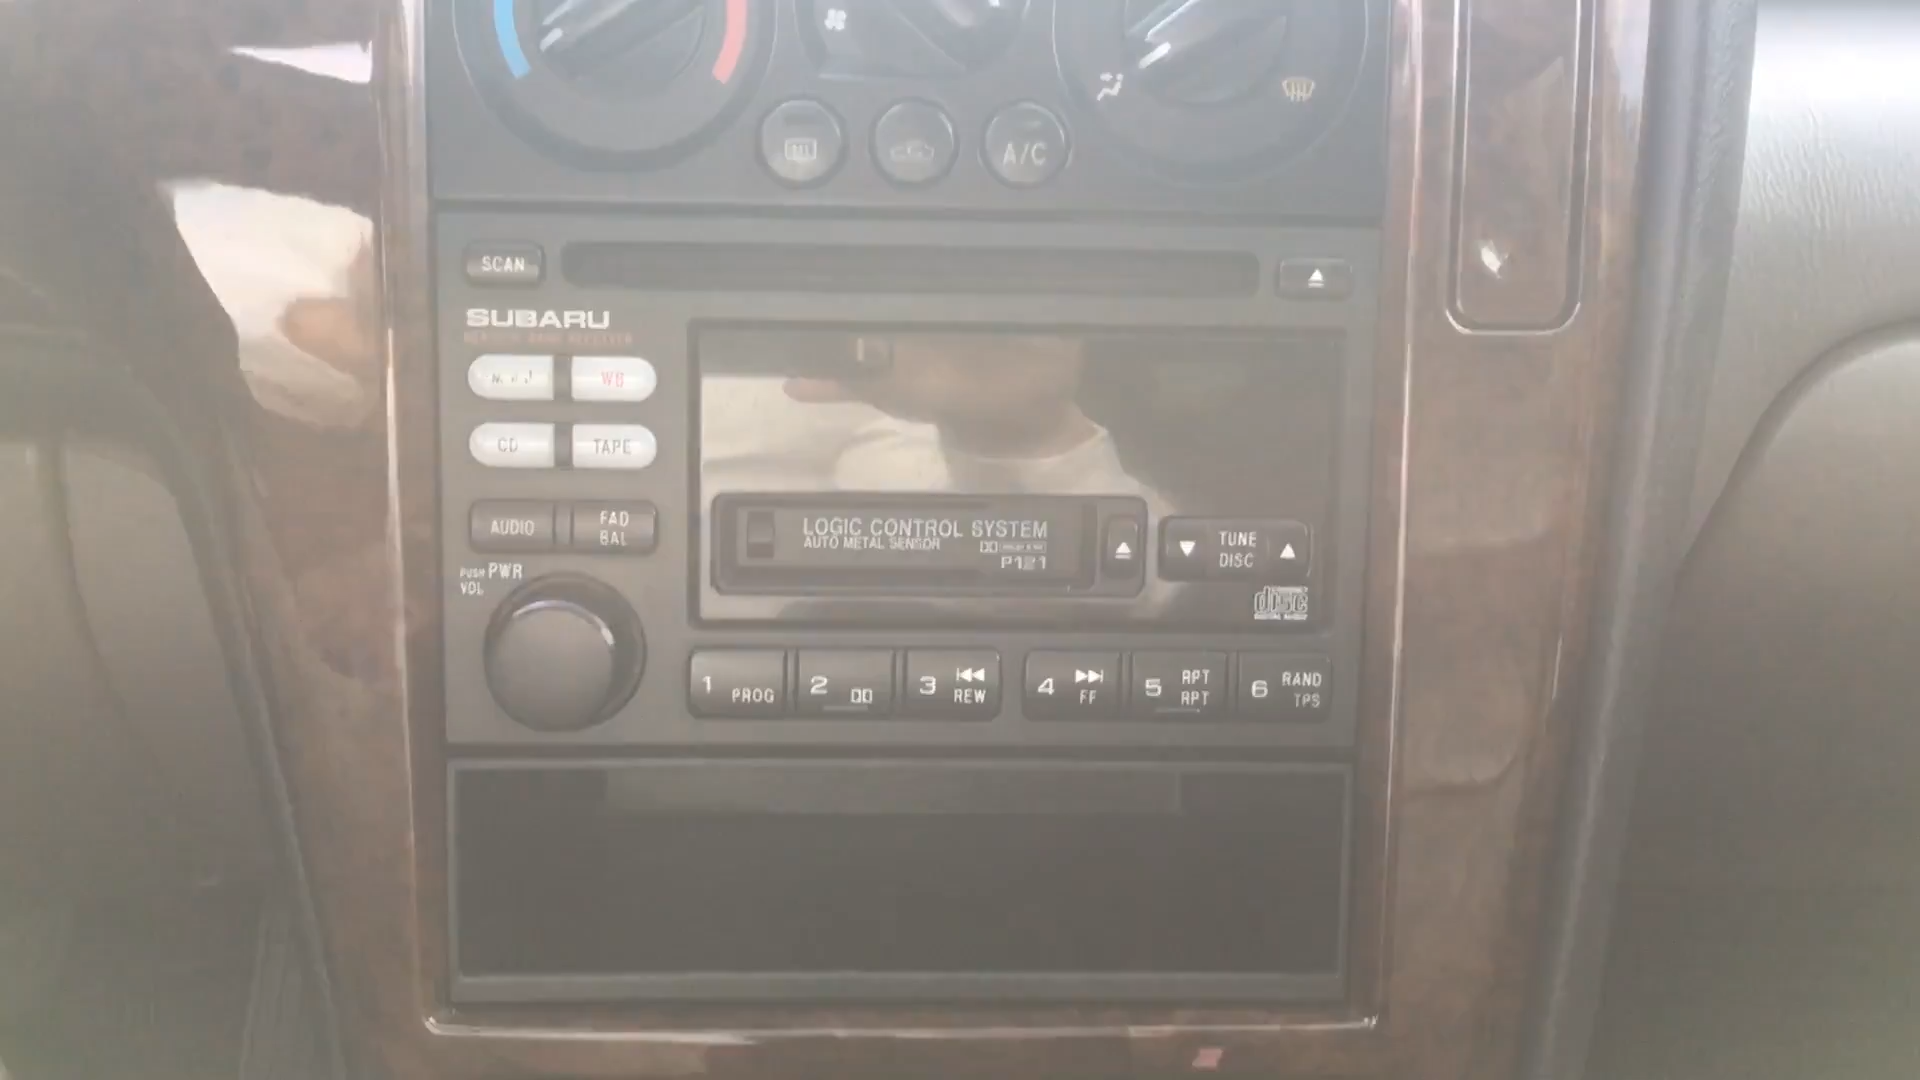 A/C
SCAN
SUBARU
WB
CD
TAPE
AUDIO
FAD
BAL
PUSH PWR
VOL
LOGIC CONTROL SYSTEM
AUTO METAL SENSOR
P121
TUNE
DISC
disc
1 PROG
2
3 REW
4 FF
5 RPT
RPT
6 RAND
TPS